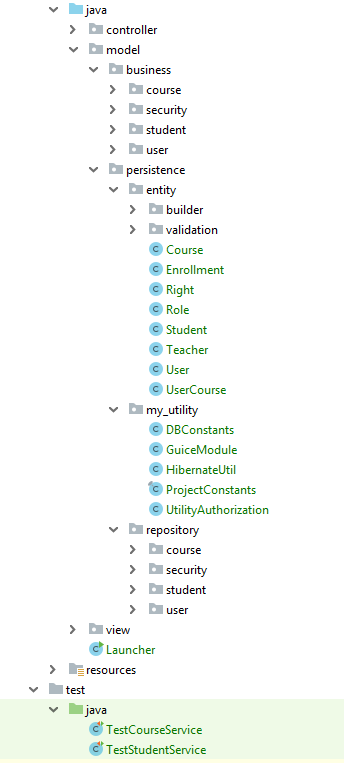 java
controller
model
business
course
security
student
user
persistence
entity
builder
validation
Course
Enrollment
Right
Role
Student
Teacher
User
UserCourse
my_utility
DBConstants
GuiceModule
HibernateUtil
ProjectConstants
UtilityAuthorization
repository
course
security
student
user
view
Launcher
resources
test
java
TestCourseService
TestStudentService